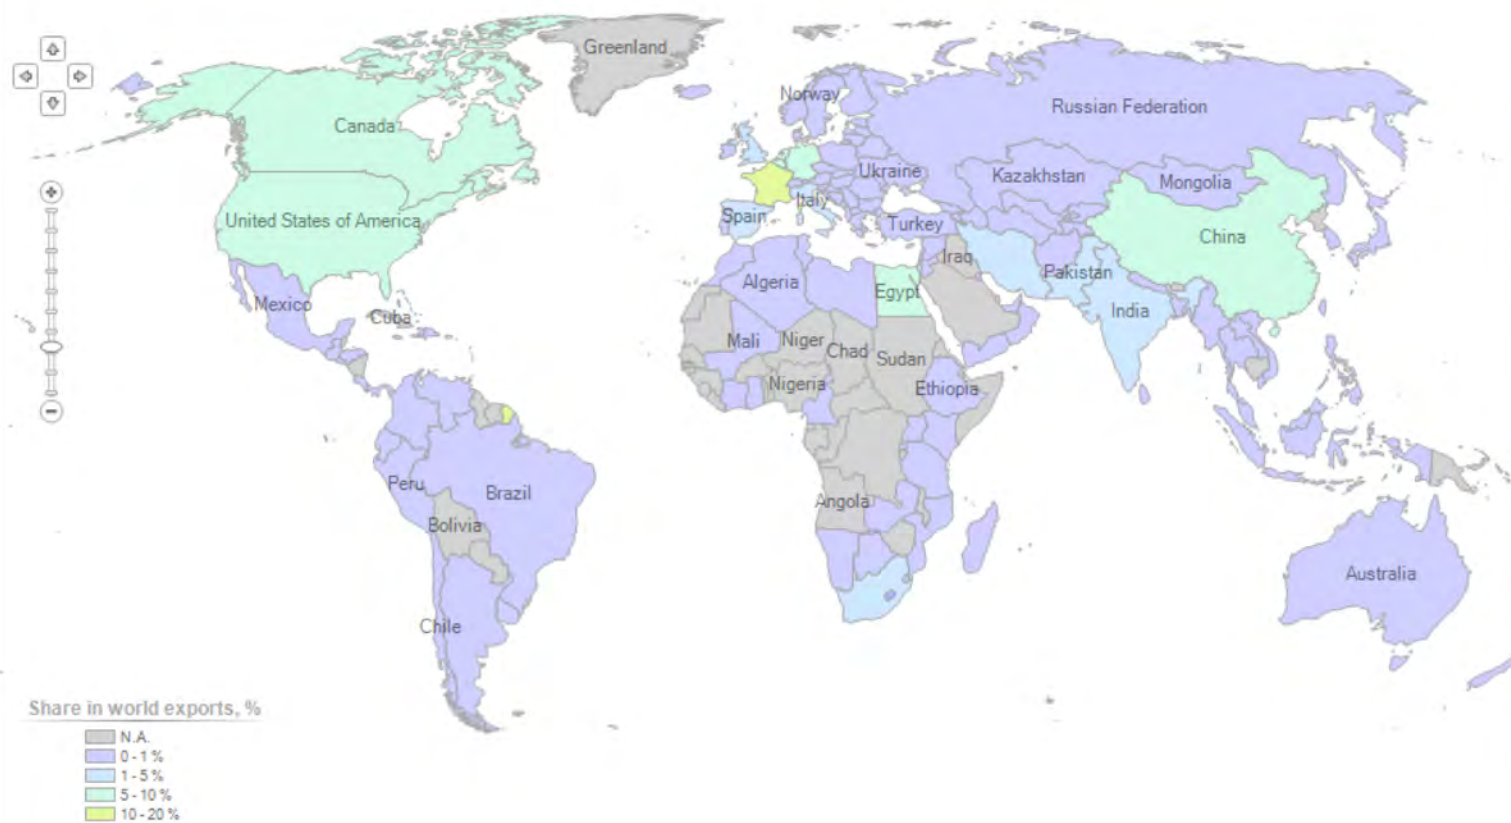 Greenland
Norway
Canada
Russian Federation
Ukraine
Kazakhstan
Mongolia
Italy
United States of America
Spain
Turkey
China
Iraq
Pakistan
Algeria
Egypt
Mexico
India
Cuba
Mali
Niger
Chad
Sudan
Nigeria
Ethiopia
Peru
Brazil
Angola
Bolivia
Australia
Chile
Share in world exports, %
N.A.
0 - 1 %
1 - 5 %
5 - 10 %
10 - 20 %